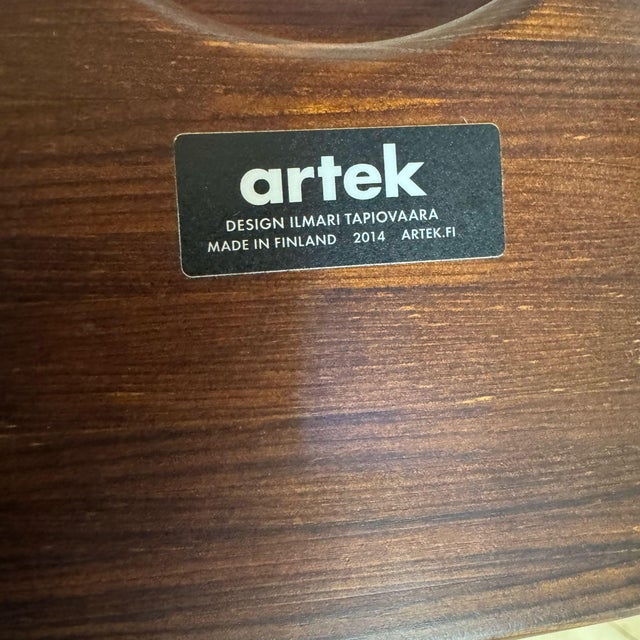 artek
DESIGN ILMARI TAPIOVAARA
MADE IN FINLAND 2014 ARTEK.FI